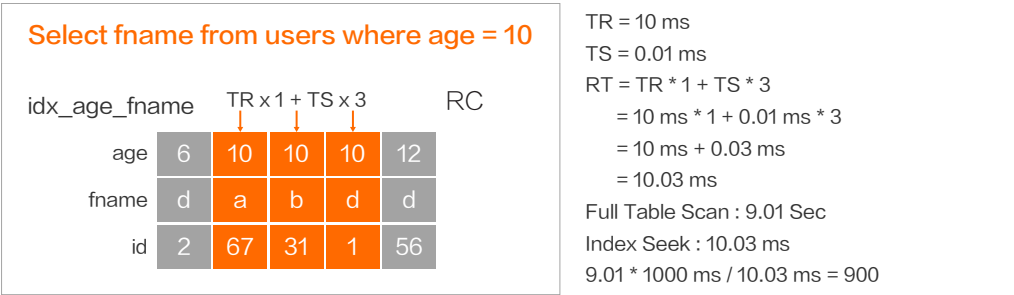 Select fname from users where age = 10
idx_age_fname
TR x 1 + TS x 3
RC
age 6 10 10 10 12
fname d a b d d
id 2 67 31 1 56
TR = 10 ms
TS = 0.01 ms
RT = TR * 1 + TS * 3
= 10 ms * 1 + 0.01 ms * 3
= 10 ms + 0.03 ms
= 10.03 ms
Full Table Scan : 9.01 Sec
Index Seek : 10.03 ms
9.01 * 1000 ms / 10.03 ms = 900